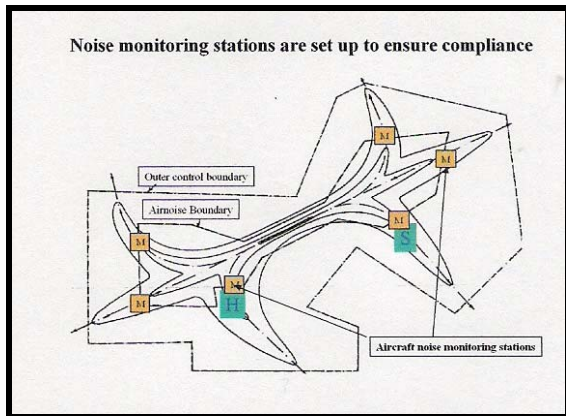 Noise monitoring stations are set up to ensure compliance
M
M
Outer control boundary
Airnoise Boundary
M
M
S
M
M
H
Aircraft noise monitoring stations